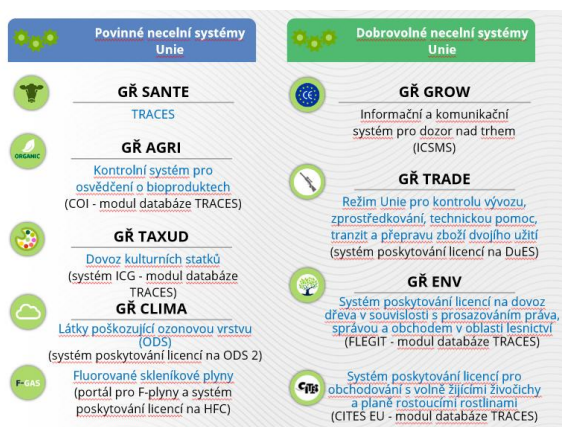 Povinné necelní systémy
Unie
GŘ SANTE
TRACES
ORGANIC
GŘ AGRI
Kontrolní systém pro
osvědčení o bioproduktech
(COI - modul databáze TRACES)
GŘ TAXUD
Dovoz kulturních statků
(systém ICG - modul databáze
TRACES)
GŘ CLIMA
Látky poškozující ozonovou vrstvu
(ODS)
(systém poskytování licencí na ODS 2)
F-GAS
Fluorované skleníkové plyny
(portál pro F-plyny a systém
poskytování licencí na HFC)
Dobrovolné necelní systémy
Unie
CE
GŘ GROW
Informační a komunikační
systém pro dozor nad trhem
(ICSMS)
GŘ TRADE
Režim Unie pro kontrolu vývozu,
zprostředkování, technickou pomoc,
tranzit a přepravu zboží dvojího užití
(systém poskytování licencí na DuES)
GŘ ENV
Systém poskytování licencí na dovoz
dřeva v souvislosti s prosazováním práva,
správou a obchodem v oblasti lesnictví
(FLEGIT - modul databáze TRACES)
CITES
Systém poskytování licencí pro
obchodování s volně žijícími živočichy
a planě rostoucími rostlinami
(CITES EU - modul databáze TRACES)